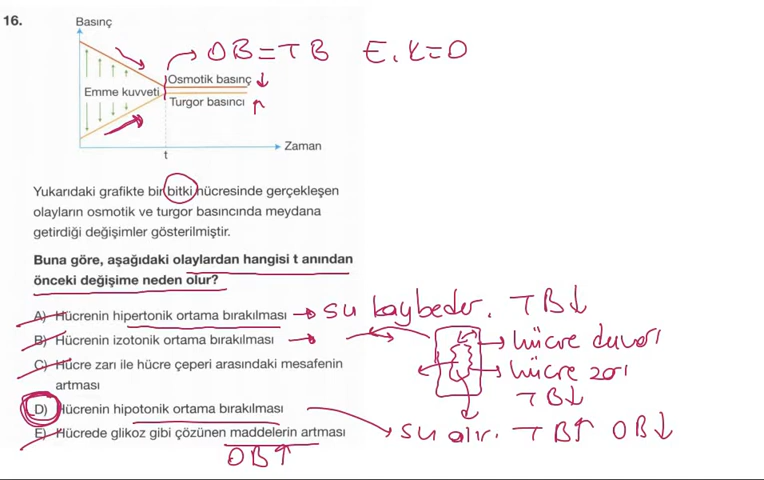 16.
Basınç
OB=TB E.K=0
Osmotik basınç ↓
Emme kuvveti
Turgor basıncı ↑
Zaman
t
Yukarıdaki grafikte bir bitki hücresinde gerçekleşen
olayların osmotik ve turgor basıncında meydana
getirdiği değişimler gösterilmiştir.
Buna göre, aşağıdaki olaylardan hangisi t anından
önceki değişime neden olur?
A) Hücrenin hipertonik ortama bırakılması → su kaybeder. TB↓
B) Hücrenin izotonik ortama bırakılması →
hücre duvarı
C) Hücre zarı ile hücre çeperi arasındaki mesafenin
artması
hücre zarı
TB↓
D) Hücrenin hipotonik ortama bırakılması
su alır. TB↑ OB↓
E) Hücrede glikoz gibi çözünen maddelerin artması
OB↑